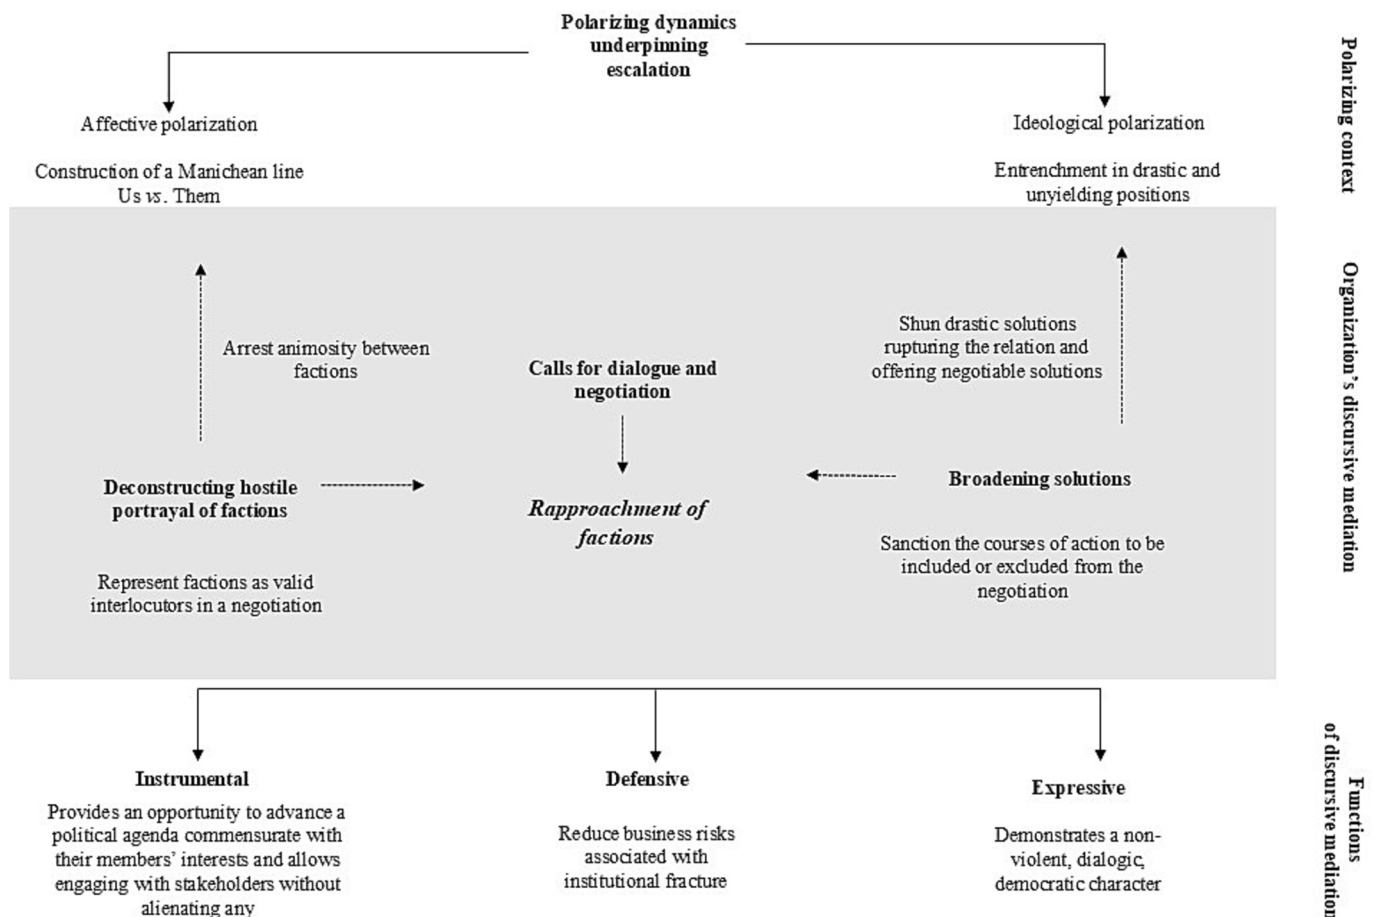 Polarizing dynamics
underpinning
escalation
Affective polarization
Construction of a Manichean line
Us vs. Them
Ideological polarization
Entrenchment in drastic and
unyielding positions
Polarizing context
Arrest animosity between
factions
Deconstructing hostile
portrayal of factions
Represent factions as valid
interlocutors in a negotiation
Calls for dialogue and
negotiation
Rapproachment of
factions
Shun drastic solutions
rupturing the relation and
offering negotiable solutions
Broadening solutions
Sanction the courses of action to be
included or excluded from the
negotiation
Organization's discursive mediation
Instrumental
Provides an opportunity to advance a
political agenda commensurate with
their members' interests and allows
engaging with stakeholders without
alienating any
Defensive
Reduce business risks
associated with
institutional fracture
Expressive
Demonstrates a non-
violent, dialogic,
democratic character
Functions
of discursive mediation